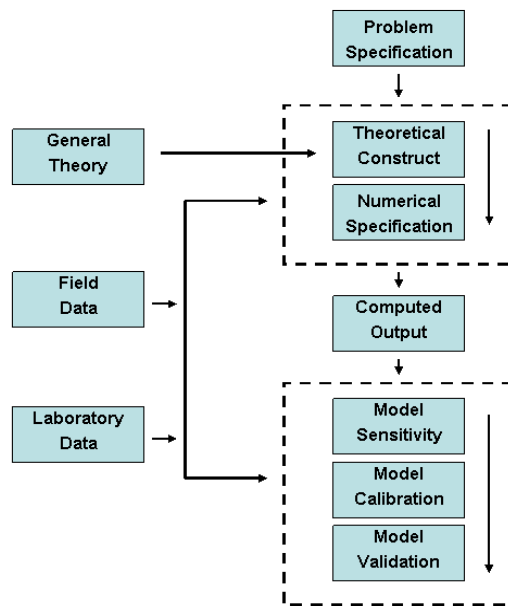 Problem
Specification
General
Theory
Theoretical
Construct
Numerical
Specification
Field
Data
Computed
Output
Laboratory
Data
Model
Sensitivity
Model
Calibration
Model
Validation